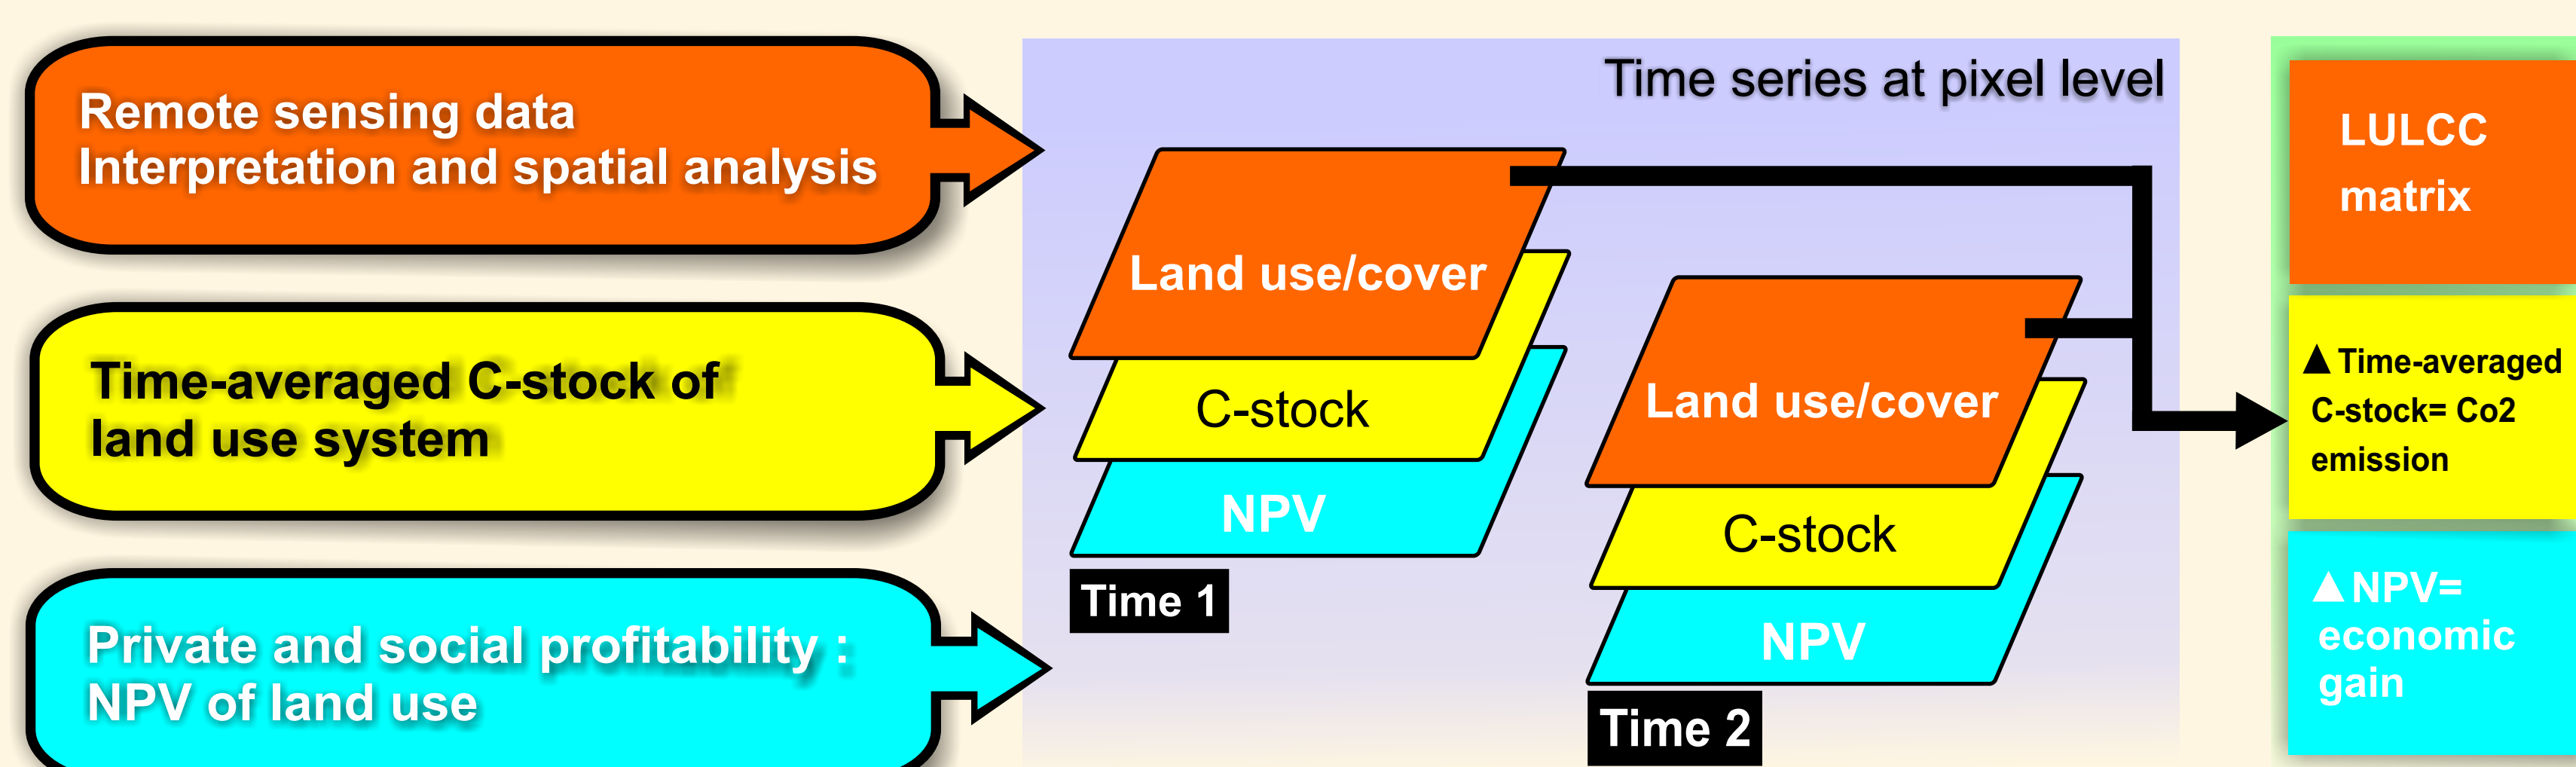 Remote sensing data
Interpretation and spatial analysis
Time-averaged C-stock of
land use system
Private and social profitability :
NPV of land use
Time series at pixel level
Land use/cover
C-stock
NPV
Time 1
Land use/cover
C-stock
NPV
Time 2
LULCC
matrix
▲ Time-averaged
C-stock= Co2
emission
▲ NPV=
economic
gain